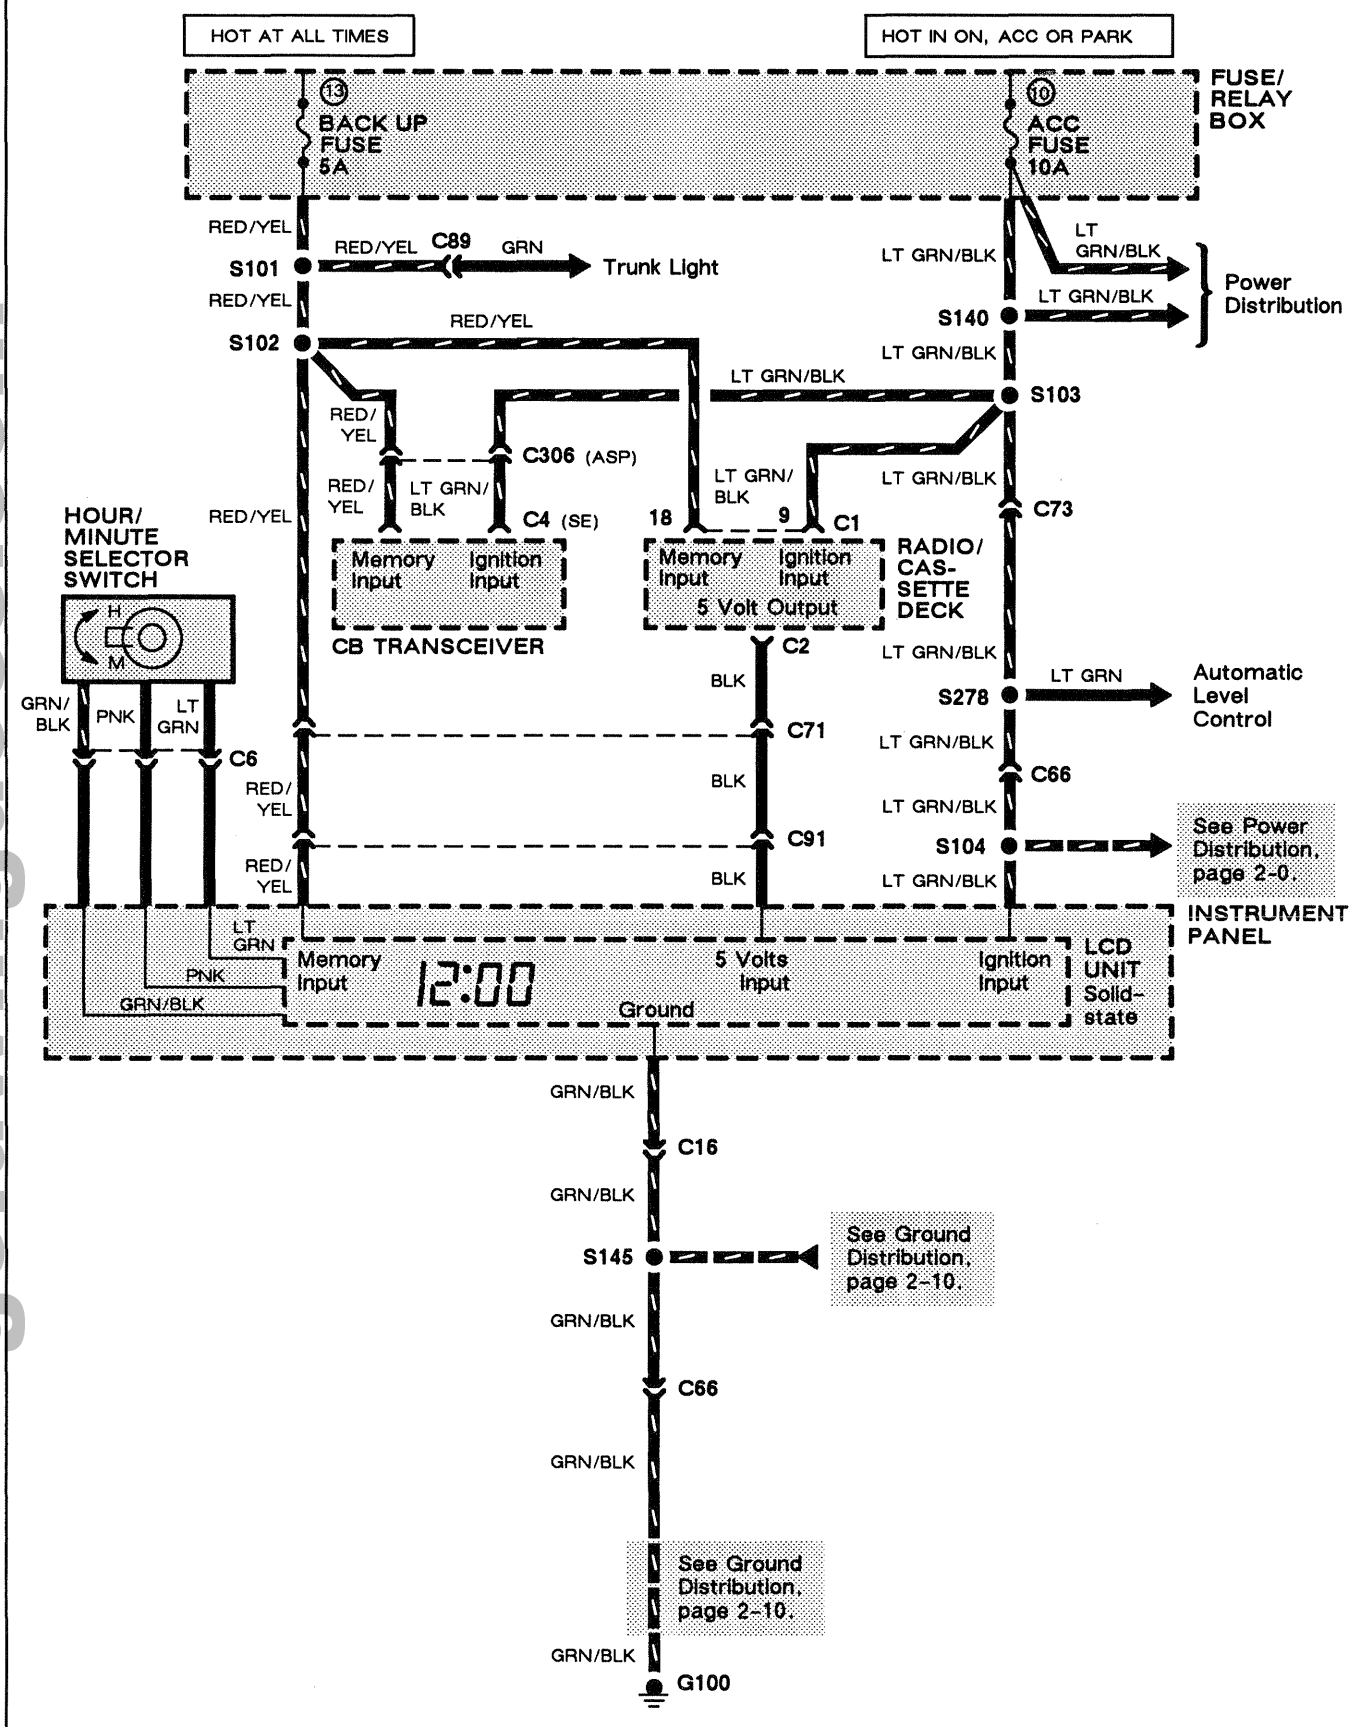 HOT AT ALL TIMES
HOT IN ON, ACC OR PARK
FUSE/
RELAY
BOX
13
BACK UP
FUSE
5A
10
ACC
FUSE
10A
RED/YEL
RED/YEL
C89
GRN
Trunk Light
S101
LT GRN/BLK
LT
GRN/BLK
LT GRN/BLK
Power
Distribution
RED/YEL
S102
RED/YEL
S140
LT GRN/BLK
LT GRN/BLK
S103
RED/
YEL
C306 (ASP)
RED/
YEL
LT GRN/
BLK
C4 (SE)
LT GRN/
BLK
18
9
C1
LT GRN/BLK
C73
RED/YEL
HOUR/
MINUTE
SELECTOR
SWITCH
H
M
Memory
Input
Ignition
Input
CB TRANSCEIVER
Memory
Input
Ignition
Input
5 Volt Output
RADIO/
CAS-
SETTE
DECK
C2
BLK
LT GRN/BLK
S278
LT GRN
Automatic
Level
Control
GRN/
BLK
PNK
LT
GRN
C6
C71
LT GRN/BLK
C66
RED/
YEL
BLK
LT GRN/BLK
C91
S104
See Power
Distribution,
page 2-0.
RED/
YEL
BLK
LT GRN/BLK
INSTRUMENT
PANEL
LT
GRN
PNK
GRN/BLK
Memory
Input
12:00
5 Volts
Input
Ignition
Input
Ground
LCD
UNIT
Solid-
state
GRN/BLK
C16
GRN/BLK
S145
See Ground
Distribution,
page 2-10.
GRN/BLK
C66
GRN/BLK
See Ground
Distribution,
page 2-10.
GRN/BLK
G100